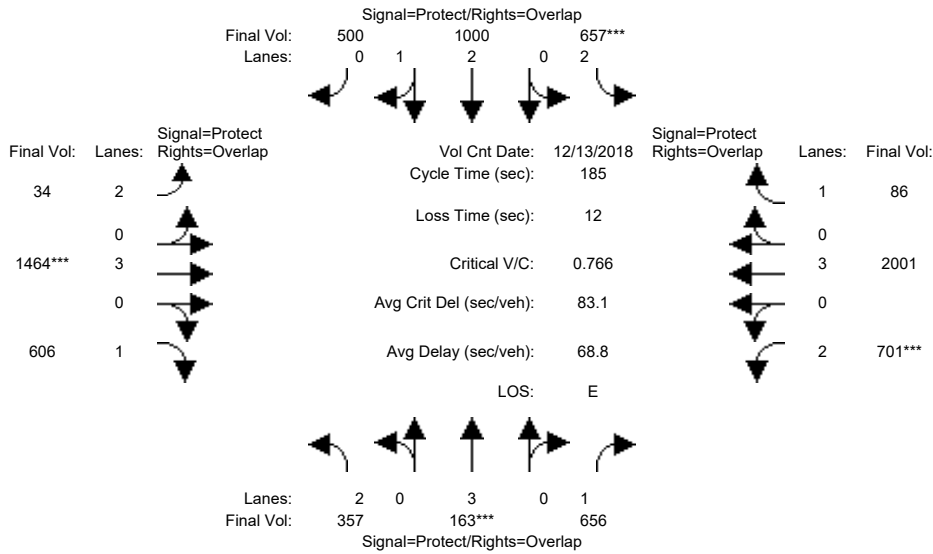 Signal=Protect/Rights=Overlap
Final Vol: 500 1000 657***
Lanes: 0 1 2 0 2
Signal=Protect
Final Vol: Lanes: Rights=Overlap
Vol Cnt Date: 12/13/2018
Signal=Protect
Rights=Overlap Lanes: Final Vol:
Cycle Time (sec): 185
34 2 1 86
Loss Time (sec): 12
0 0
1464*** 3 Critical V/C: 0.766 3 2001
0 Avg Crit Del (sec/veh): 83.1 0
606 1 Avg Delay (sec/veh): 68.8 2 701***
LOS: E
Lanes: 2 0 3 0 1
Final Vol: 357 163*** 656
Signal=Protect/Rights=Overlap